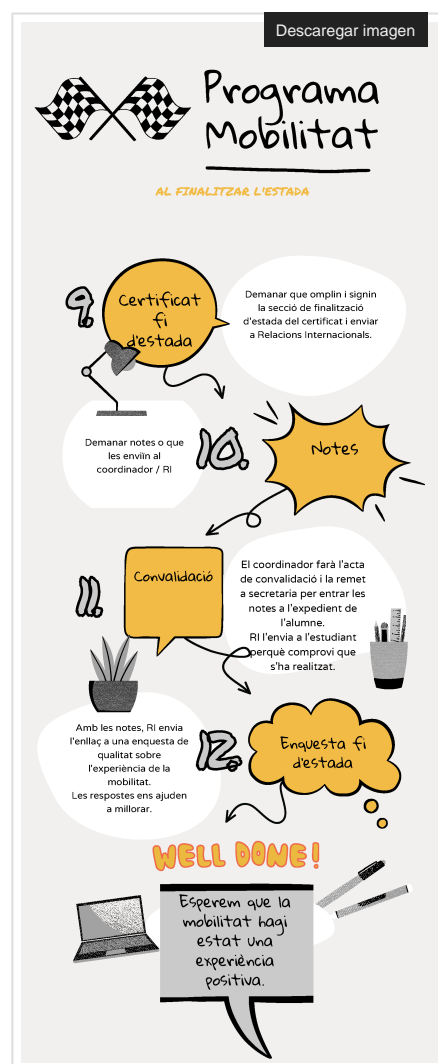 Descaregar imagen
Programa
Mobilitat
AL FINALITZAR L'ESTADA
9.
Certificat
fi
d'estada
Demanar que omplin i signin
la secció de finalització
d'estada del certificat i enviar
a Relacions Internacionals.
Demanar notes o que
les enviïn al
coordinador / RI
10.
Notes
11.
Convalidació
El coordinador farà l'acta
de convalidació i la remet
a secretaria per entrar les
notes a l'expedient de
l'alumne.
RI l'envia a l'estudiant
perquè comprovi que
s'ha realitzat.
Amb les notes, RI envia
l'enllaç a una enquesta de
qualitat sobre
l'experiència de la
mobilitat.
Les respostes ens ajuden
a millorar.
12.
Enquesta fi
d'estada
WELL DONE!
Esperem que la
mobilitat hagi
estat una
experiència
positiva.